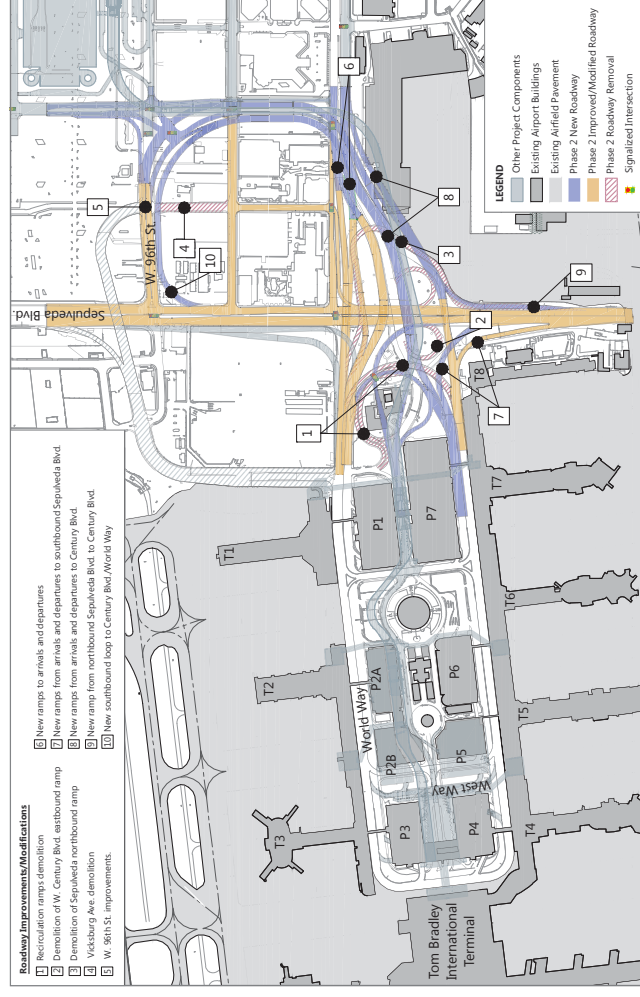 Roadway Improvements/Modifications
1 Recirculation ramps demolition
2 Demolition of W. Century Blvd. eastbound ramp
3 Demolition of Sepulveda northbound ramp
4 Vicksburg Ave. demolition
5 W. 96th St. improvements.
6 New ramps to arrivals and departures
7 New ramps from arrivals and departures to southbound Sepulveda Blvd.
8 New ramps from arrivals and departures to Century Blvd.
9 New ramp from northbound Sepulveda Blvd. to Century Blvd.
10 New southbound loop to Century Blvd./World Way
Sepulveda Blvd.
W. 96th St.
5
4
10
6
8
3
2
1
7
9
T1
T2
T3
P1
P7
P2A
P2B
P6
P5
P3
P4
World Way
West Way
T8
T7
T6
T5
T4
Tom Bradley
International
Terminal
LEGEND
Other Project Components
Existing Airport Buildings
Existing Airfield Pavement
Phase 2 New Roadway
Phase 2 Improved/Modified Roadway
Phase 2 Roadway Removal
Signalized Intersection